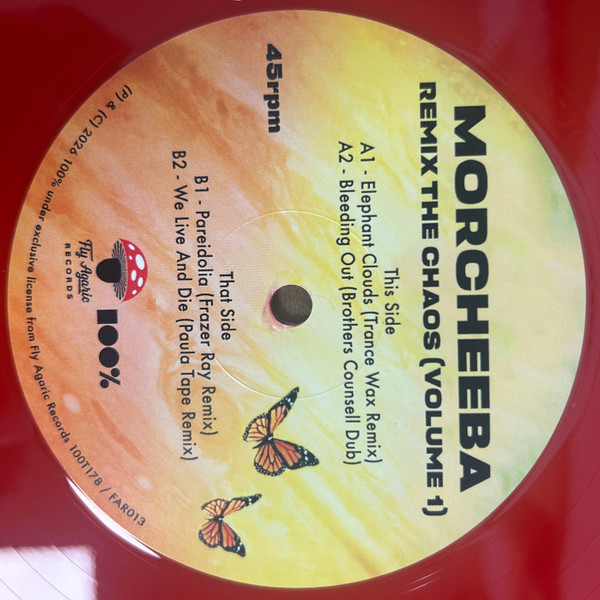 MORCHEEBA
REMIX THE CHAOS (VOLUME 1)
45rpm
This Side
A1 - Elephant Clouds (Trance Wax Remix)
A2 - Bleeding Out (Brothers Counsell Dub)
That Side
B1 - Pareidolia (Frazer Ray Remix)
B2 - We Live And Die (Paula Tape Remix)
Fly Agaric
RECORDS
100%
(P) & (C) 2026 100% under exclusive license from Fly Agaric Records 100T178 / FAR013